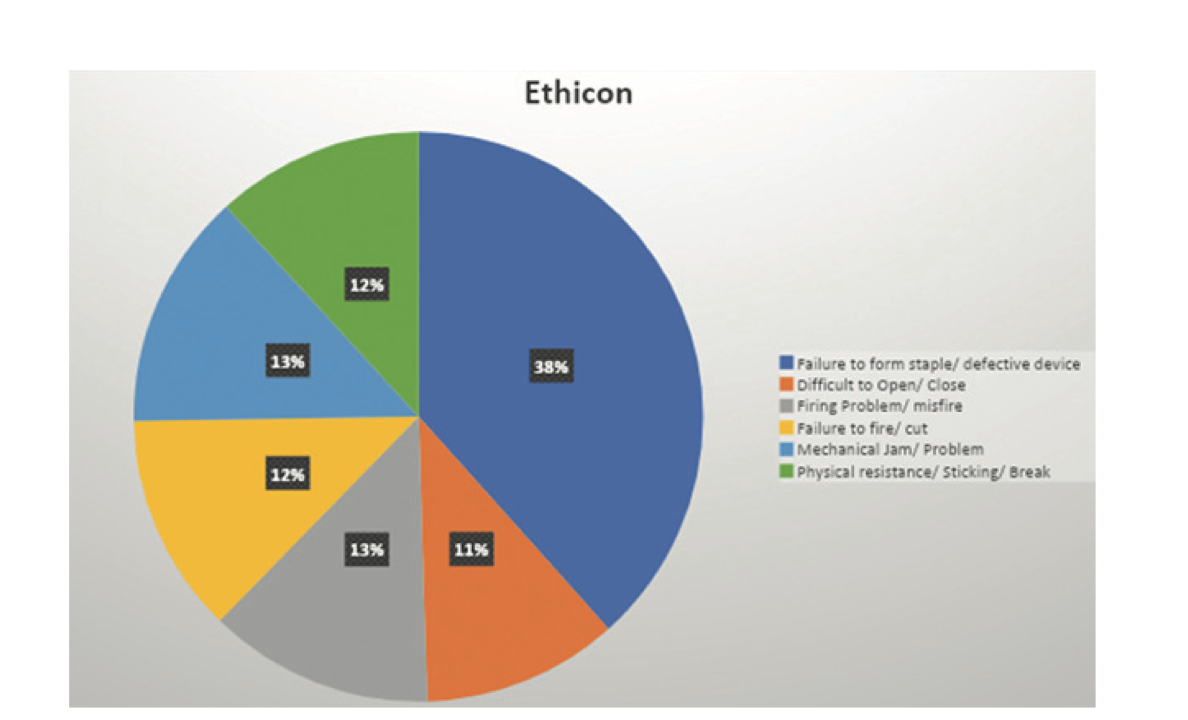 Ethicon
12%
38%
13%
12%
13%
11%
Failure to form staple/ defective device
Difficult to Open/ Close
Firing Problem/ misfire
Failure to fire/ cut
Mechanical Jam/ Problem
Physical resistance/ Sticking/ Break